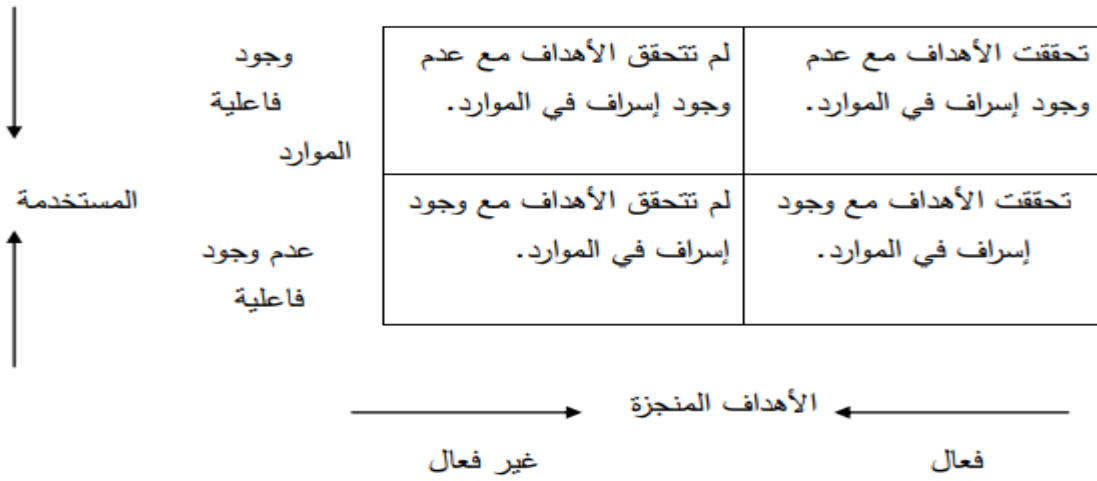 تحققت الأهداف مع عدم
وجود إسراف في الموارد.
لم تتحقق الأهداف مع عدم
وجود إسراف في الموارد.
وجود
فاعلية
الموارد
المستخدمة
تحققت الأهداف مع وجود
إسراف في الموارد.
لم تتحقق الأهداف مع وجود
إسراف في الموارد.
عدم وجود
فاعلية
الأهداف المنجزة
فعال
غير فعال